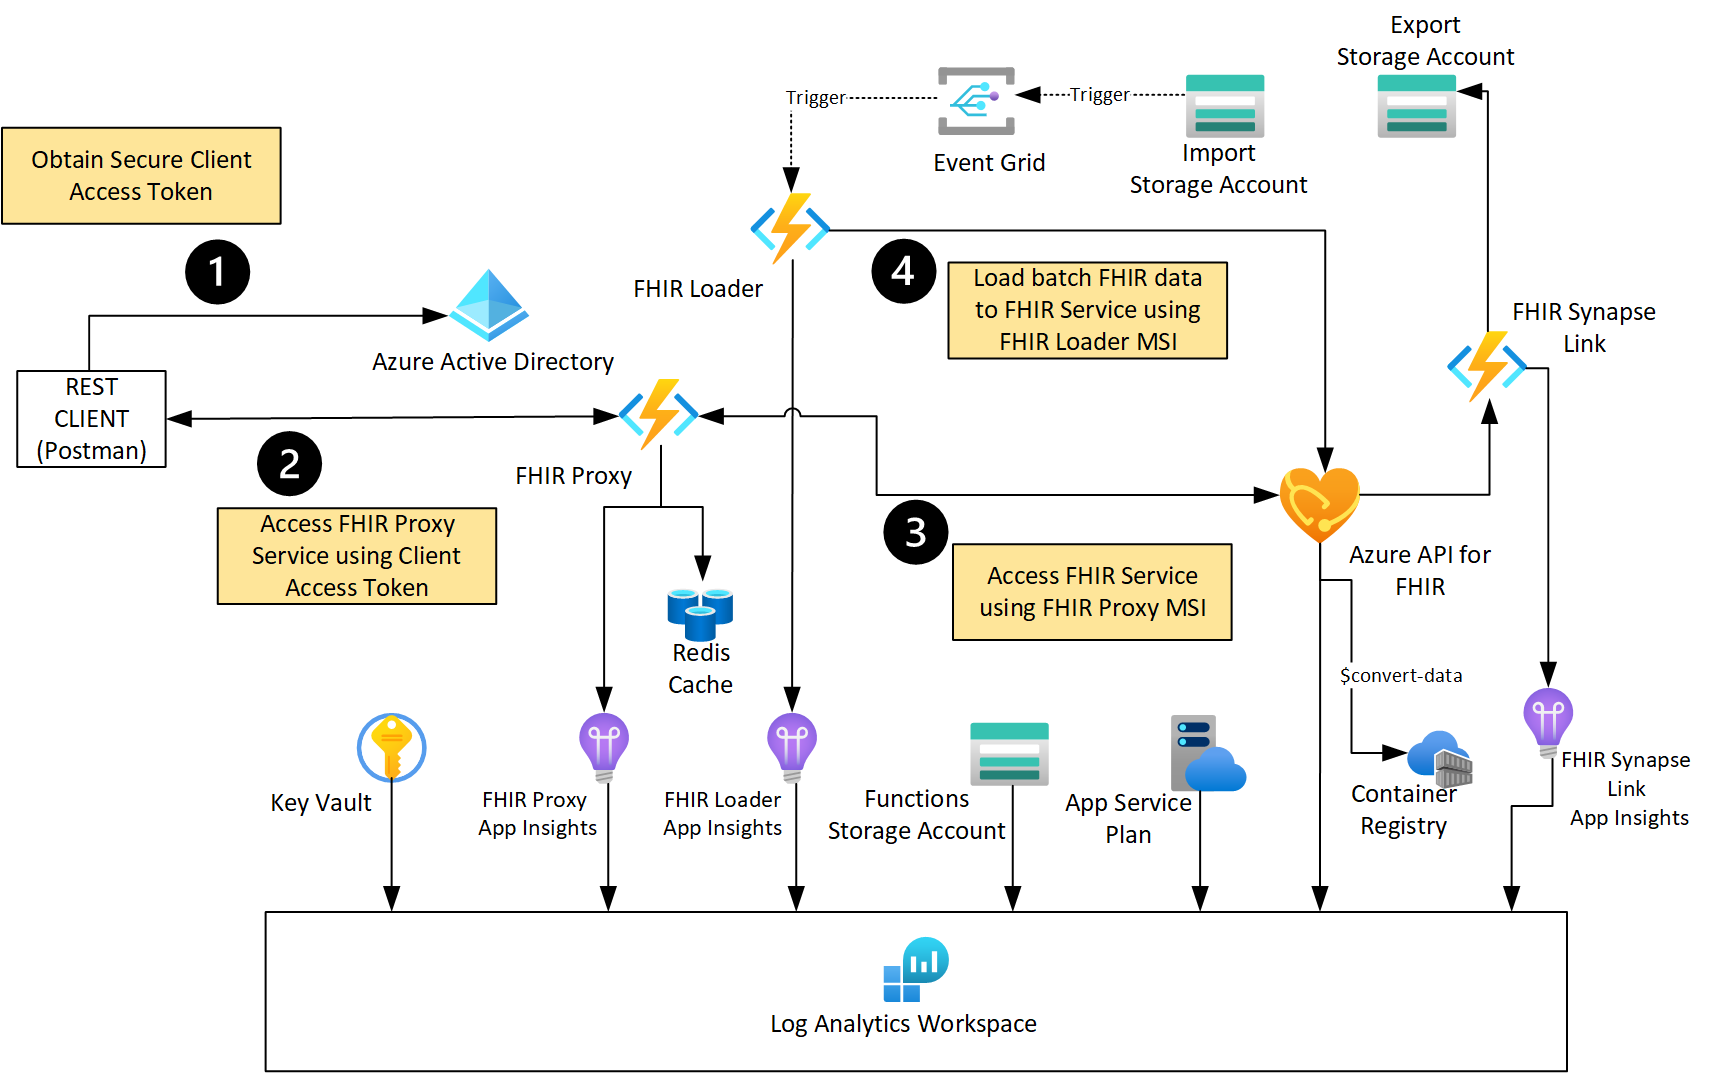 Export
Storage Account
Trigger
Trigger
Event Grid
Import
Storage Account
Obtain Secure Client
Access Token
1
FHIR Loader
4
Load batch FHIR data
to FHIR Service using
FHIR Loader MSI
FHIR Synapse
Link
Azure Active Directory
REST
CLIENT
(Postman)
2
FHIR Proxy
Access FHIR Proxy
Service using Client
Access Token
3
Access FHIR Service
using FHIR Proxy MSI
Azure API for
FHIR
Redis
Cache
$convert-data
Key Vault
FHIR Proxy
App Insights
FHIR Loader
App Insights
Functions
Storage Account
App Service
Plan
Container
Registry
FHIR Synapse
Link
App Insights
Log Analytics Workspace